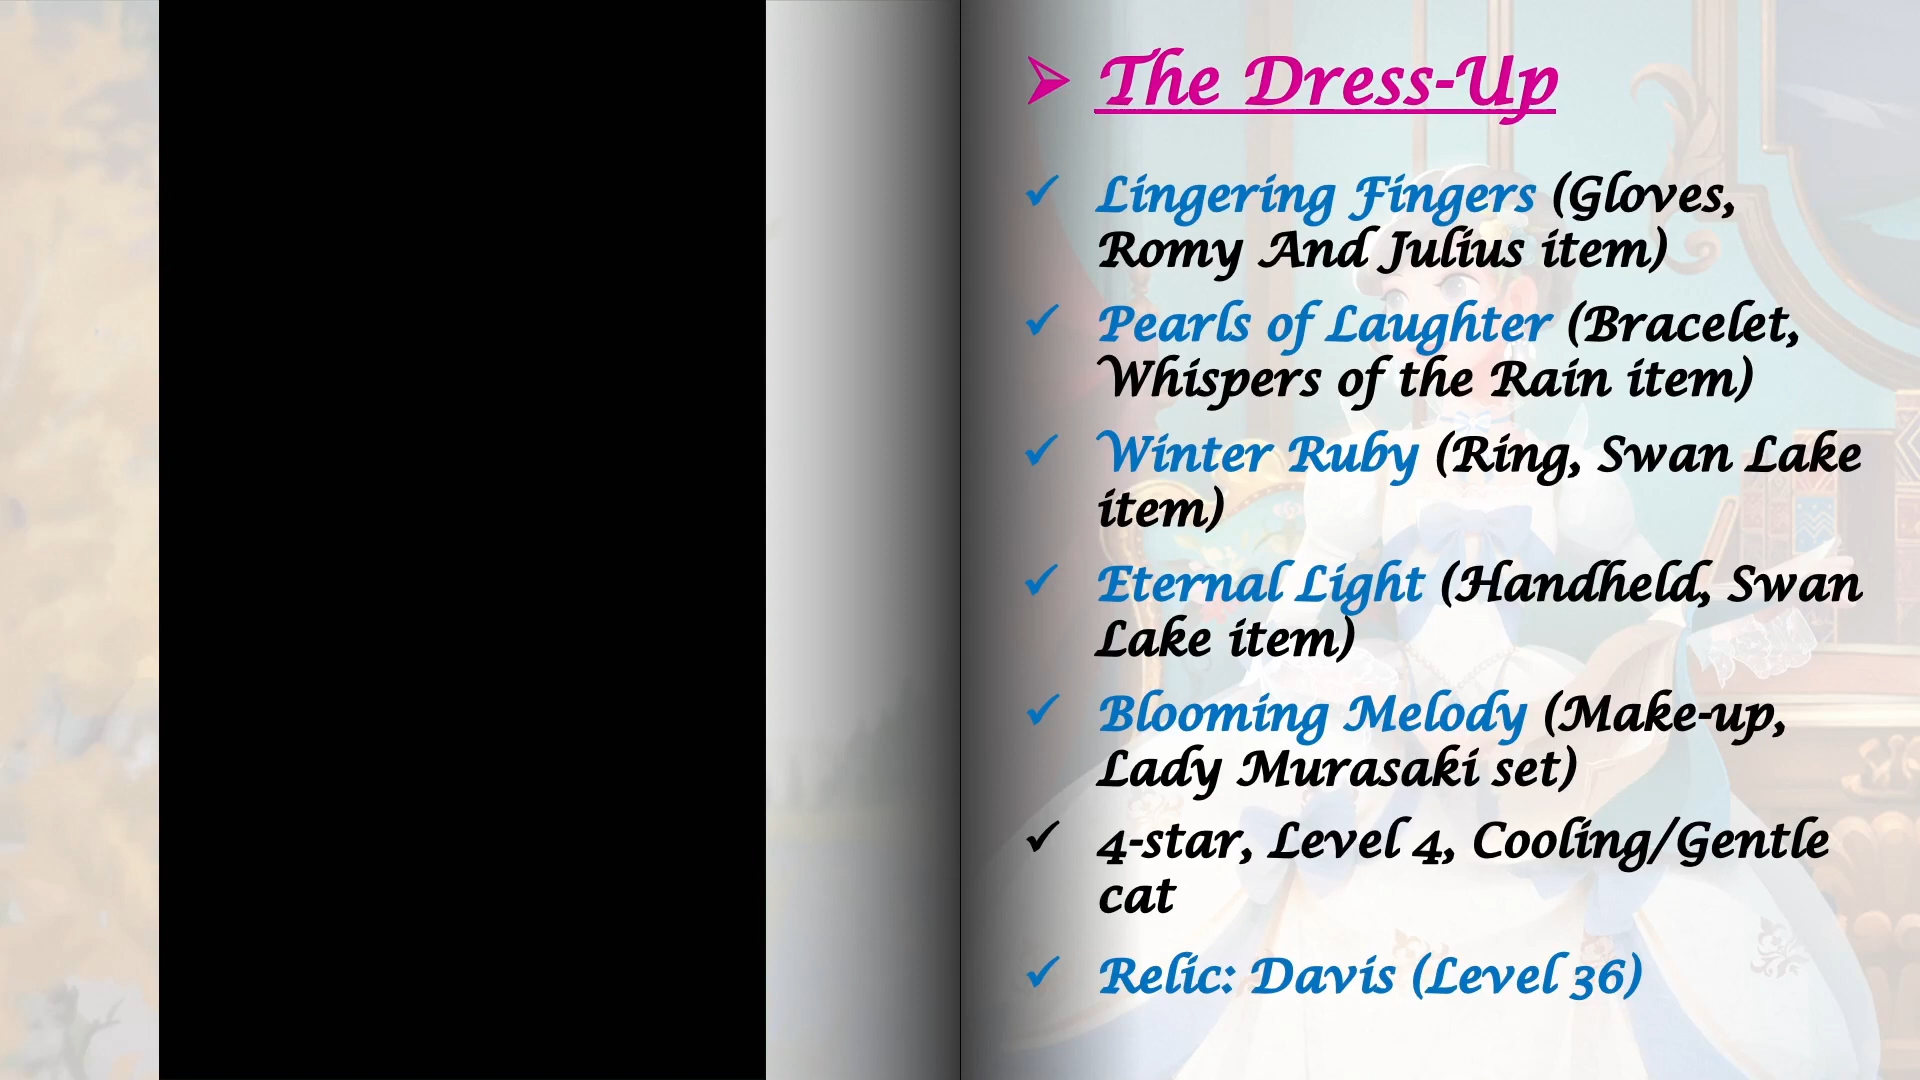 ➢ The Dress-Up
✓ Lingering Fingers (Gloves,
Romy And Julius item)
✓ Pearls of Laughter (Bracelet,
Whispers of the Rain item)
✓ Winter Ruby (Ring, Swan Lake
item)
✓ Eternal Light (Handheld, Swan
Lake item)
✓ Blooming Melody (Make-up,
Lady Murasaki set)
✓ 4-star, Level 4, Cooling/Gentle
cat
✓ Relic: Davis (Level 36)